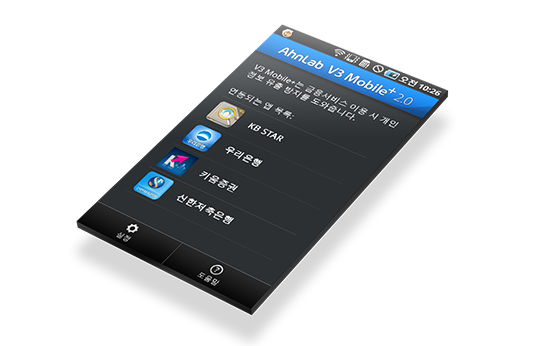 오전 10:26
AhnLab V3 Mobile+ 2.0
V3 Mobile+는 금융서비스 이용 시 개인
정보 유출 방지를 도와줍니다.
연동되는 앱 목록:
KB STAR
우리은행
키움증권
신한저축은행
설정
도움말